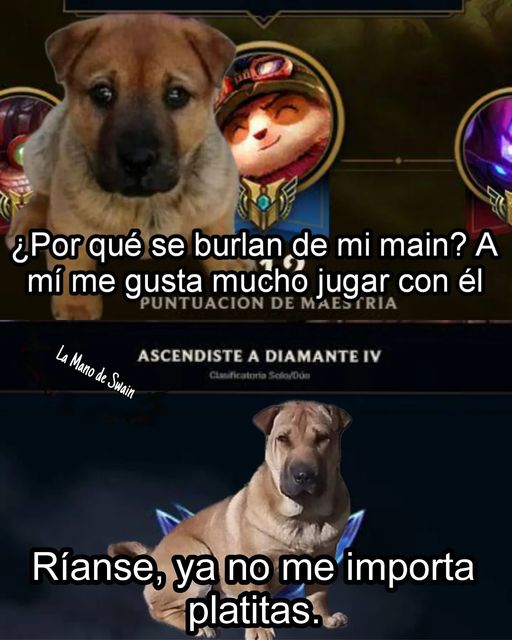 ¿Por qué se burlan de mi main? A
mí me gusta mucho jugar con él
PUNTUACIÓN DE MAESTRIA
ASCENDISTE A DIAMANTE IV
Clasificatoria Solo/Dúo
La Mano de Swain
Ríanse, ya no me importa
platitas.